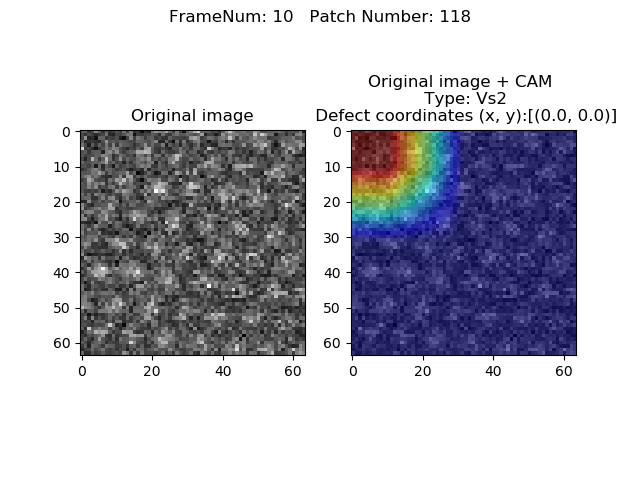 FrameNum: 10   Patch Number: 118
Original image
0
10
20
30
40
50
60
0 20 40 60
Original image + CAM
Type: Vs2
Defect coordinates (x, y):[(0.0, 0.0)]
0
10
20
30
40
50
60
0 20 40 60